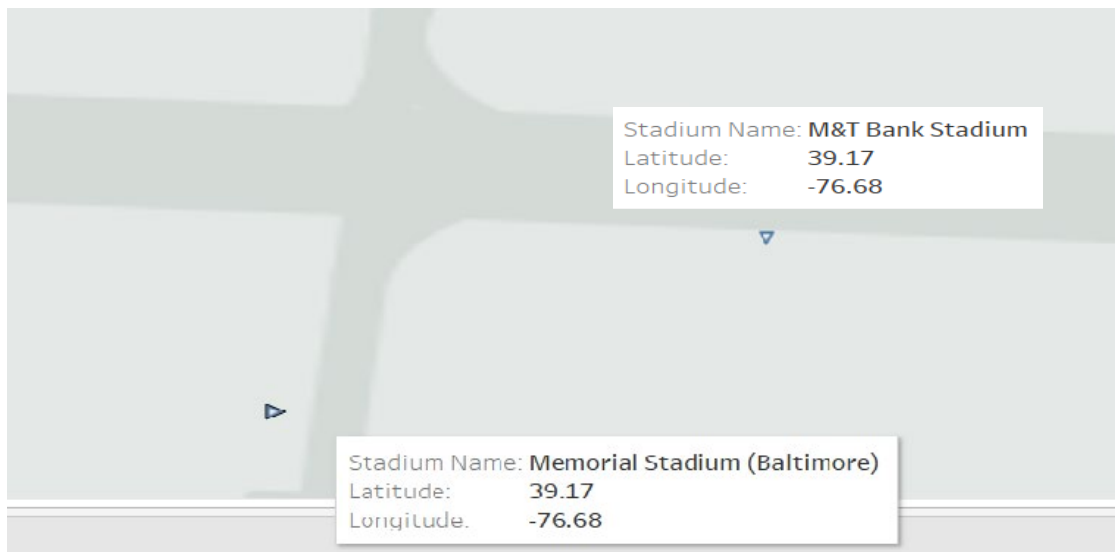 Stadium Name: M&T Bank Stadium
Latitude: 39.17
Longitude: -76.68
Stadium Name: Memorial Stadium (Baltimore)
Latitude: 39.17
Longitude. -76.68